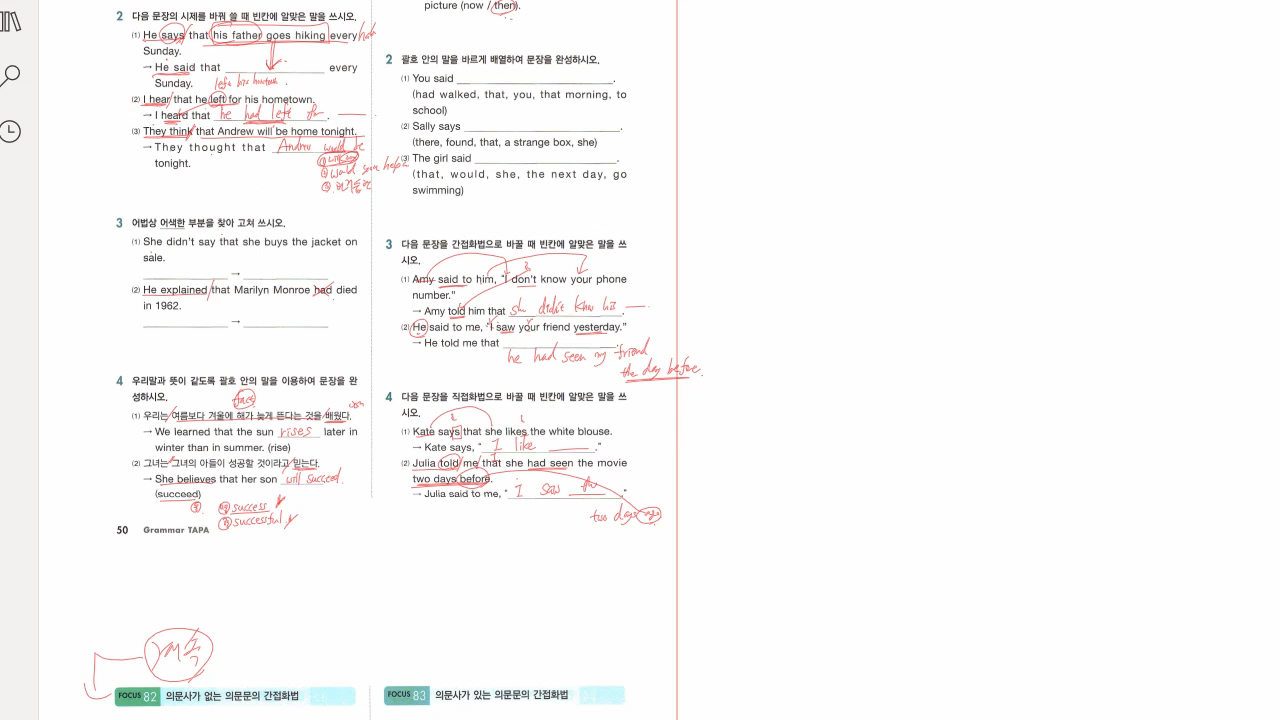 picture (now / then).
2 다음 문장의 시제를 바꿔 쓸 때 빈칸에 알맞은 말을 쓰시오.
(1) He says that his father goes hiking every
Sunday.
→ He said that ____ every
Sunday.
(2) I hear that he left for his hometown.
→ I heard that he had left for.
(3) They think that Andrew will be home tonight.
→ They thought that Andrew would be
tonight.
3 어법상 어색한 부분을 찾아 고쳐 쓰시오.
(1) She didn't say that she buys the jacket on
sale.
____ → ____
(2) He explained that Marilyn Monroe had died
in 1962.
____ → ____
4 우리말과 뜻이 같도록 괄호 안의 말을 이용하여 문장을 완
성하시오.
fact
(1) 우리는 여름보다 겨울에 해가 늦게 뜬다는 것을 배웠다.
→ We learned that the sun rises later in
winter than in summer. (rise)
(2) 그녀는 그녀의 아들이 성공할 것이라고 믿는다.
→ She believes that her son will succeed.
(succeed)
success
successful
50 Grammar TAPA
2 괄호 안의 말을 바르게 배열하여 문장을 완성하시오.
(1) You said ____.
(had walked, that, you, that morning, to
school)
(2) Sally says ____.
(there, found, that, a strange box, she)
(3) The girl said ____.
(that, would, she, the next day, go
swimming)
3 다음 문장을 간접화법으로 바꿀 때 빈칸에 알맞은 말을 쓰
시오.
(1) Amy said to him, "I don't know your phone
number."
→ Amy told him that she didn't know his.
(2) He said to me, "I saw your friend yesterday."
→ He told me that ____.
he had seen my friend
the day before.
4 다음 문장을 직접화법으로 바꿀 때 빈칸에 알맞은 말을 쓰
시오.
(1) Kate says that she likes the white blouse.
→ Kate says, "I like ____."
(2) Julia told me that she had seen the movie
two days before.
→ Julia said to me, "I saw the"
two days ago
FOCUS 82 의문사가 없는 의문문의 간접화법
FOCUS 83 의문사가 있는 의문문의 간접화법